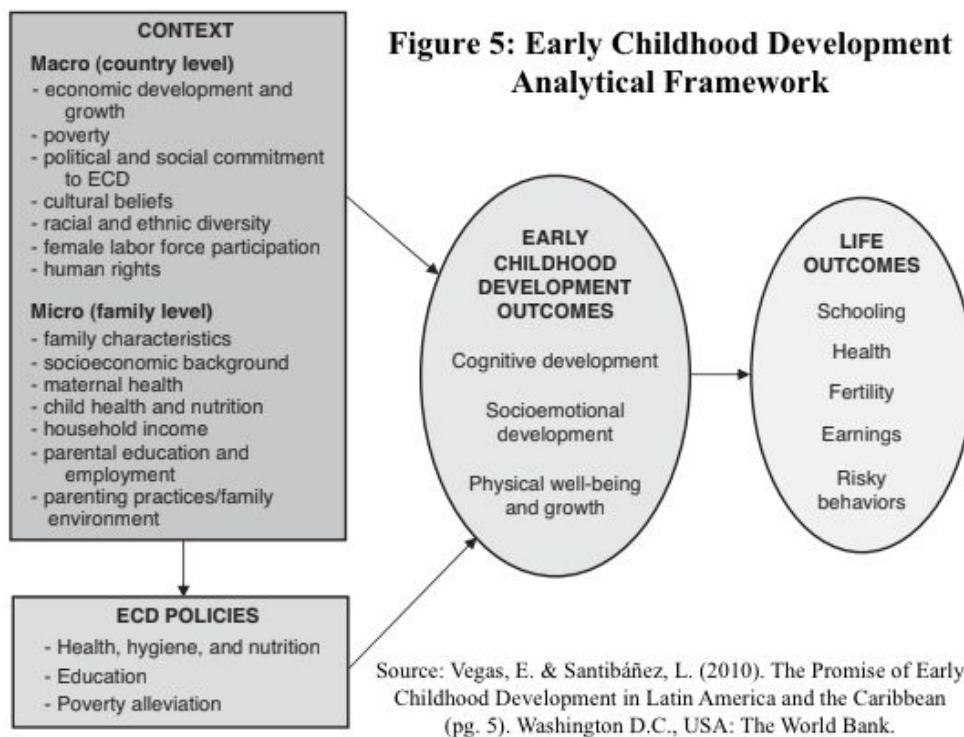 Figure 5: Early Childhood Development
Analytical Framework
CONTEXT
Macro (country level)
- economic development and
growth
- poverty
- political and social commitment
to ECD
- cultural beliefs
- racial and ethnic diversity
- female labor force participation
- human rights
Micro (family level)
- family characteristics
- socioeconomic background
- maternal health
- child health and nutrition
- household income
- parental education and
employment
- parenting practices/family
environment
ECD POLICIES
- Health, hygiene, and nutrition
- Education
- Poverty alleviation
EARLY
CHILDHOOD
DEVELOPMENT
OUTCOMES
Cognitive development
Socioemotional
development
Physical well-being
and growth
LIFE
OUTCOMES
Schooling
Health
Fertility
Earnings
Risky
behaviors
Source: Vegas, E. & Santibáñez, L. (2010). The Promise of Early
Childhood Development in Latin America and the Caribbean
(pg. 5). Washington D.C., USA: The World Bank.